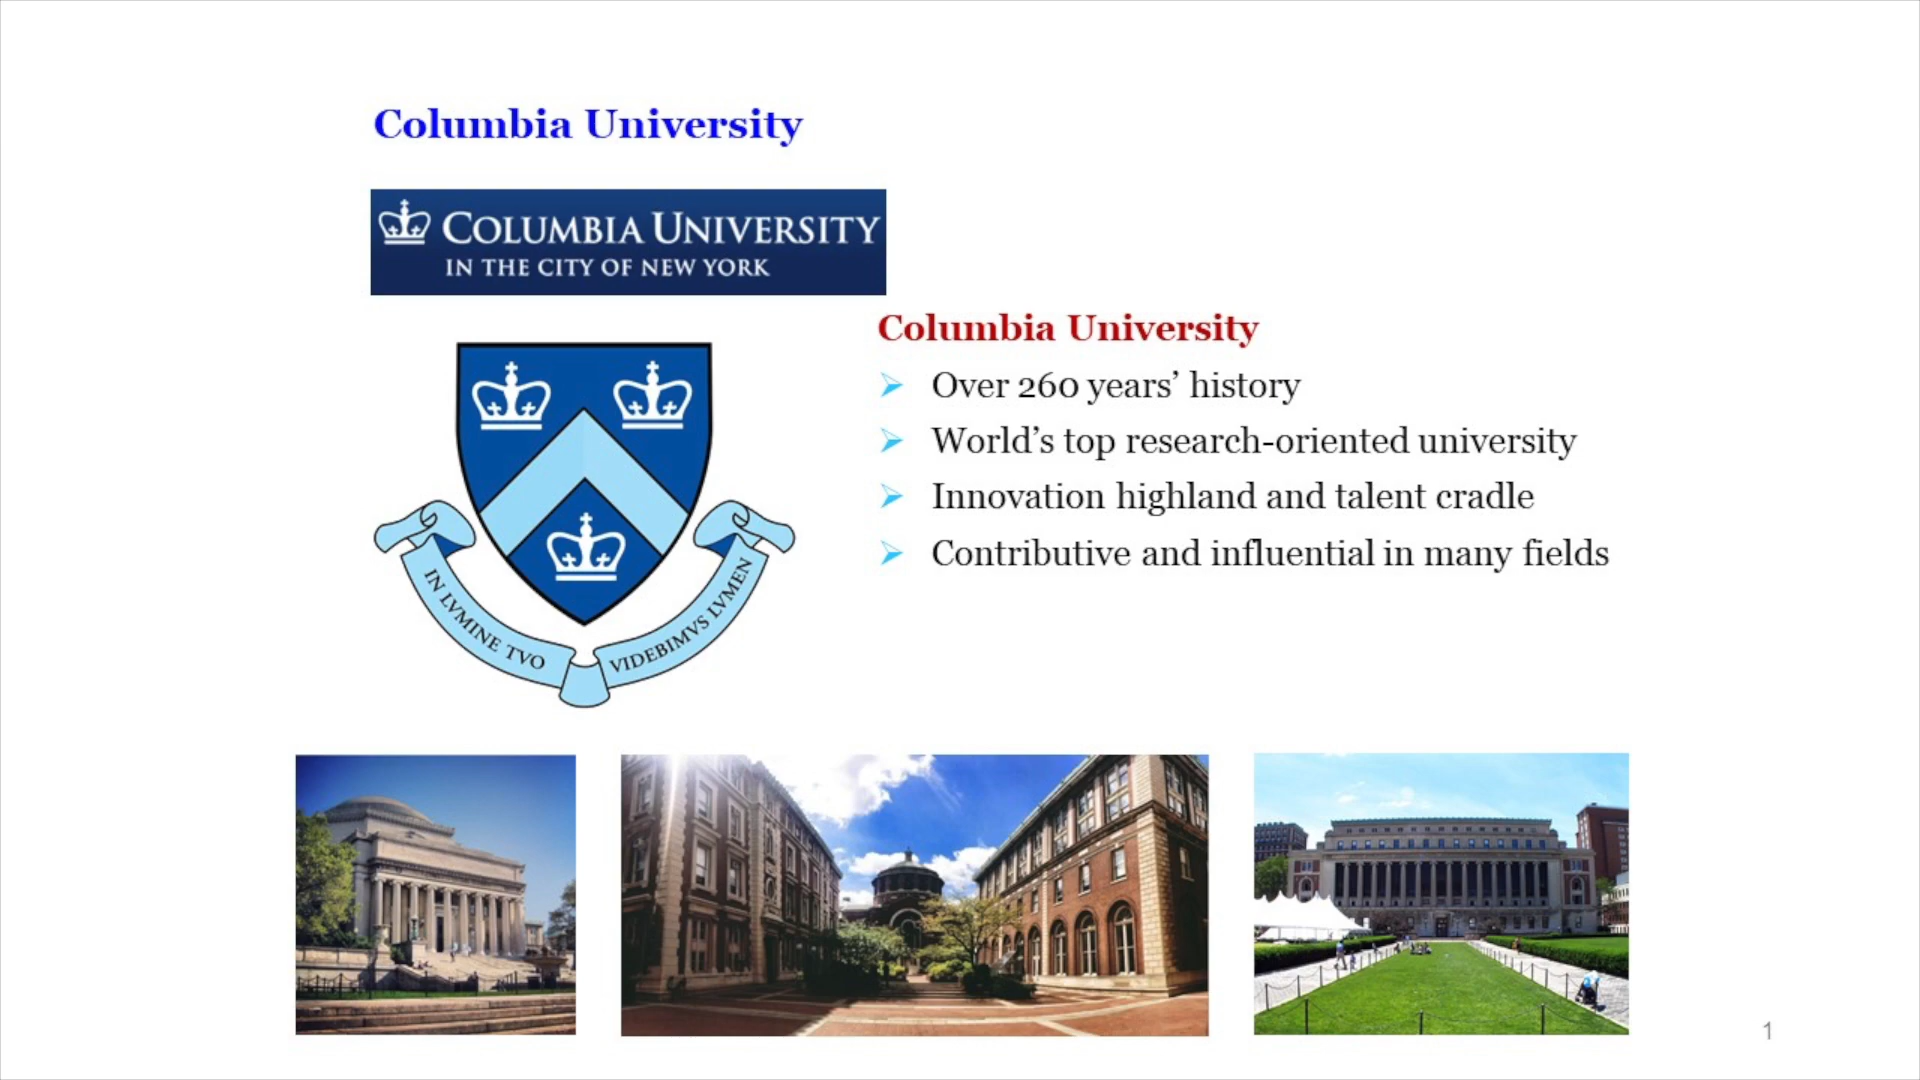 Columbia University
COLUMBIA UNIVERSITY
IN THE CITY OF NEW YORK
Columbia University
Over 260 years’ history
World’s top research-oriented university
Innovation highland and talent cradle
Contributive and influential in many fields
IN LVMINE TVO
VIDEBIMVS LVMEN
1